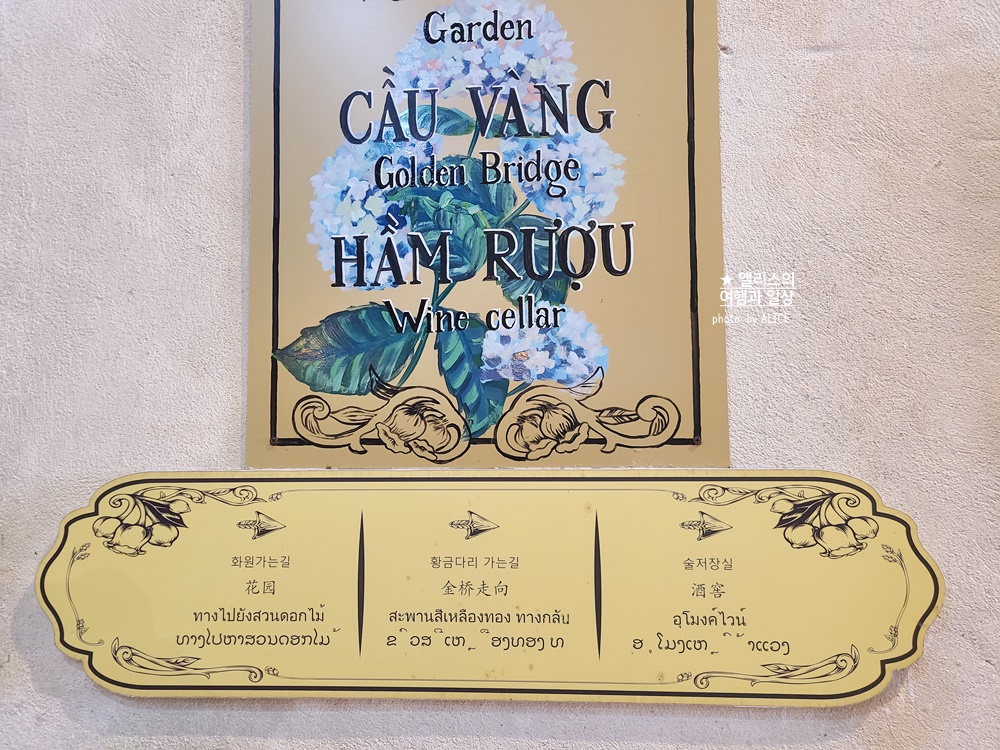 Garden
CẦU VÀNG
Golden Bridge
HẦM RƯỢU
Wine cellar
★ 앨리스의
여행과 일상
photo by ALICE
화원가는길
花园
ทางไปยังสวนดอกไม้
ທາງໄປຫາສວນດອກໄມ້
황금다리 가는길
金桥走向
สะพานสีเหลืองทอง ทางกลับ
술저장실
酒窖
อุโมงค์ไวน์